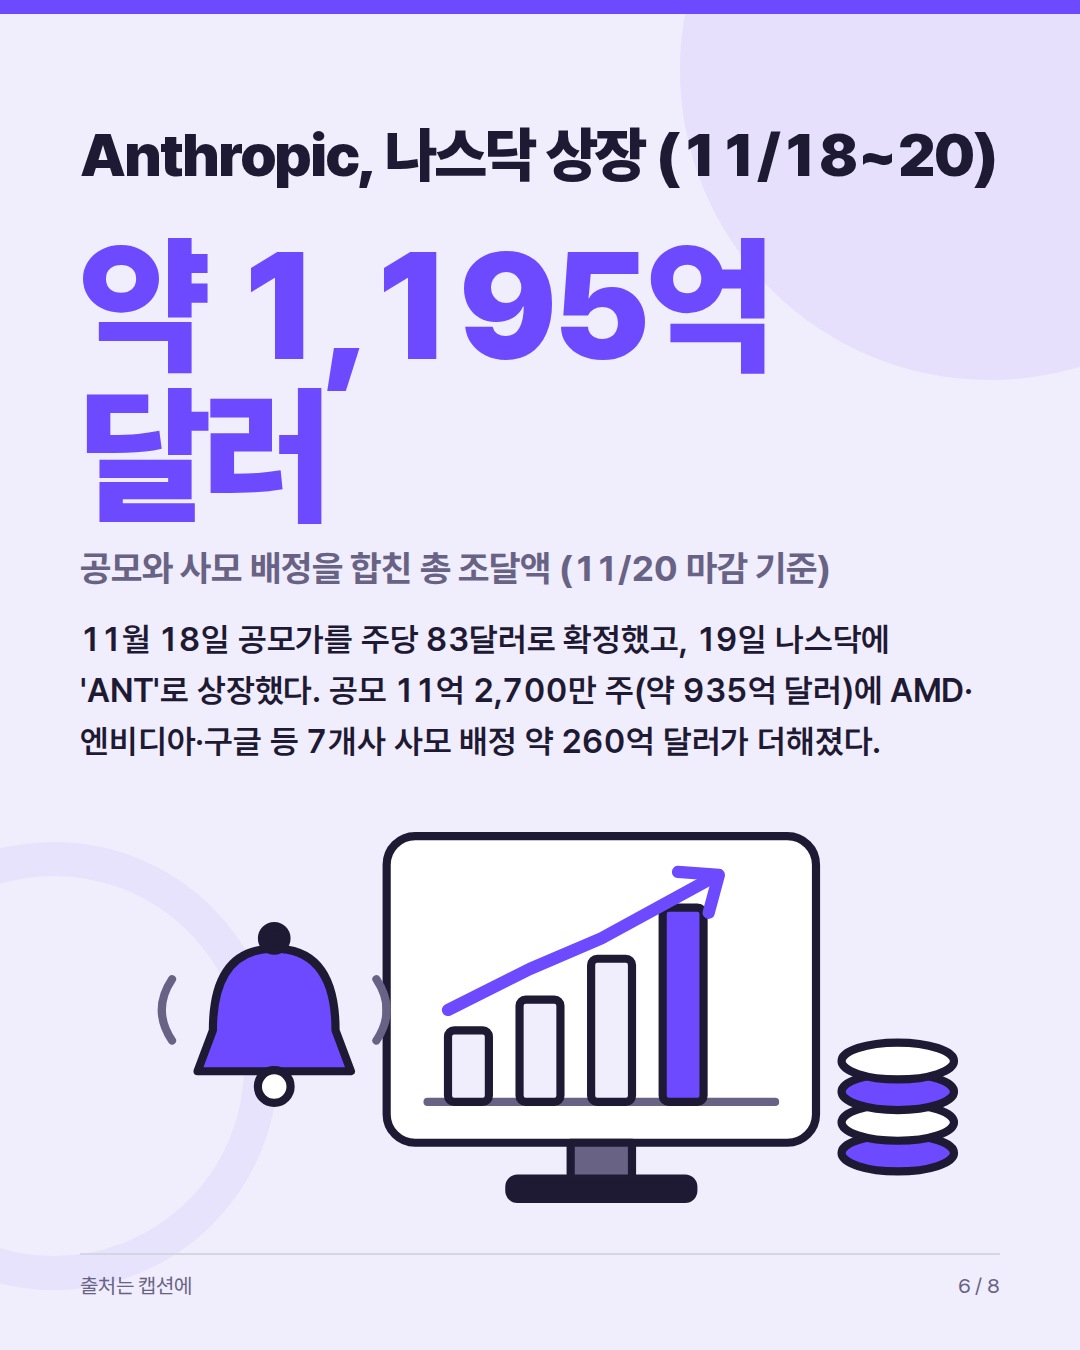 Anthropic, 나스닥 상장 (11/18~20)
약 1,195억
달러
공모와 사모 배정을 합친 총 조달액 (11/20 마감 기준)
11월 18일 공모가를 주당 83달러로 확정했고, 19일 나스닥에
'ANT'로 상장했다. 공모 11억 2,700만 주(약 935억 달러)에 AMD·
엔비디아·구글 등 7개사 사모 배정 약 260억 달러가 더해졌다.
출처는 캡션에
6 / 8